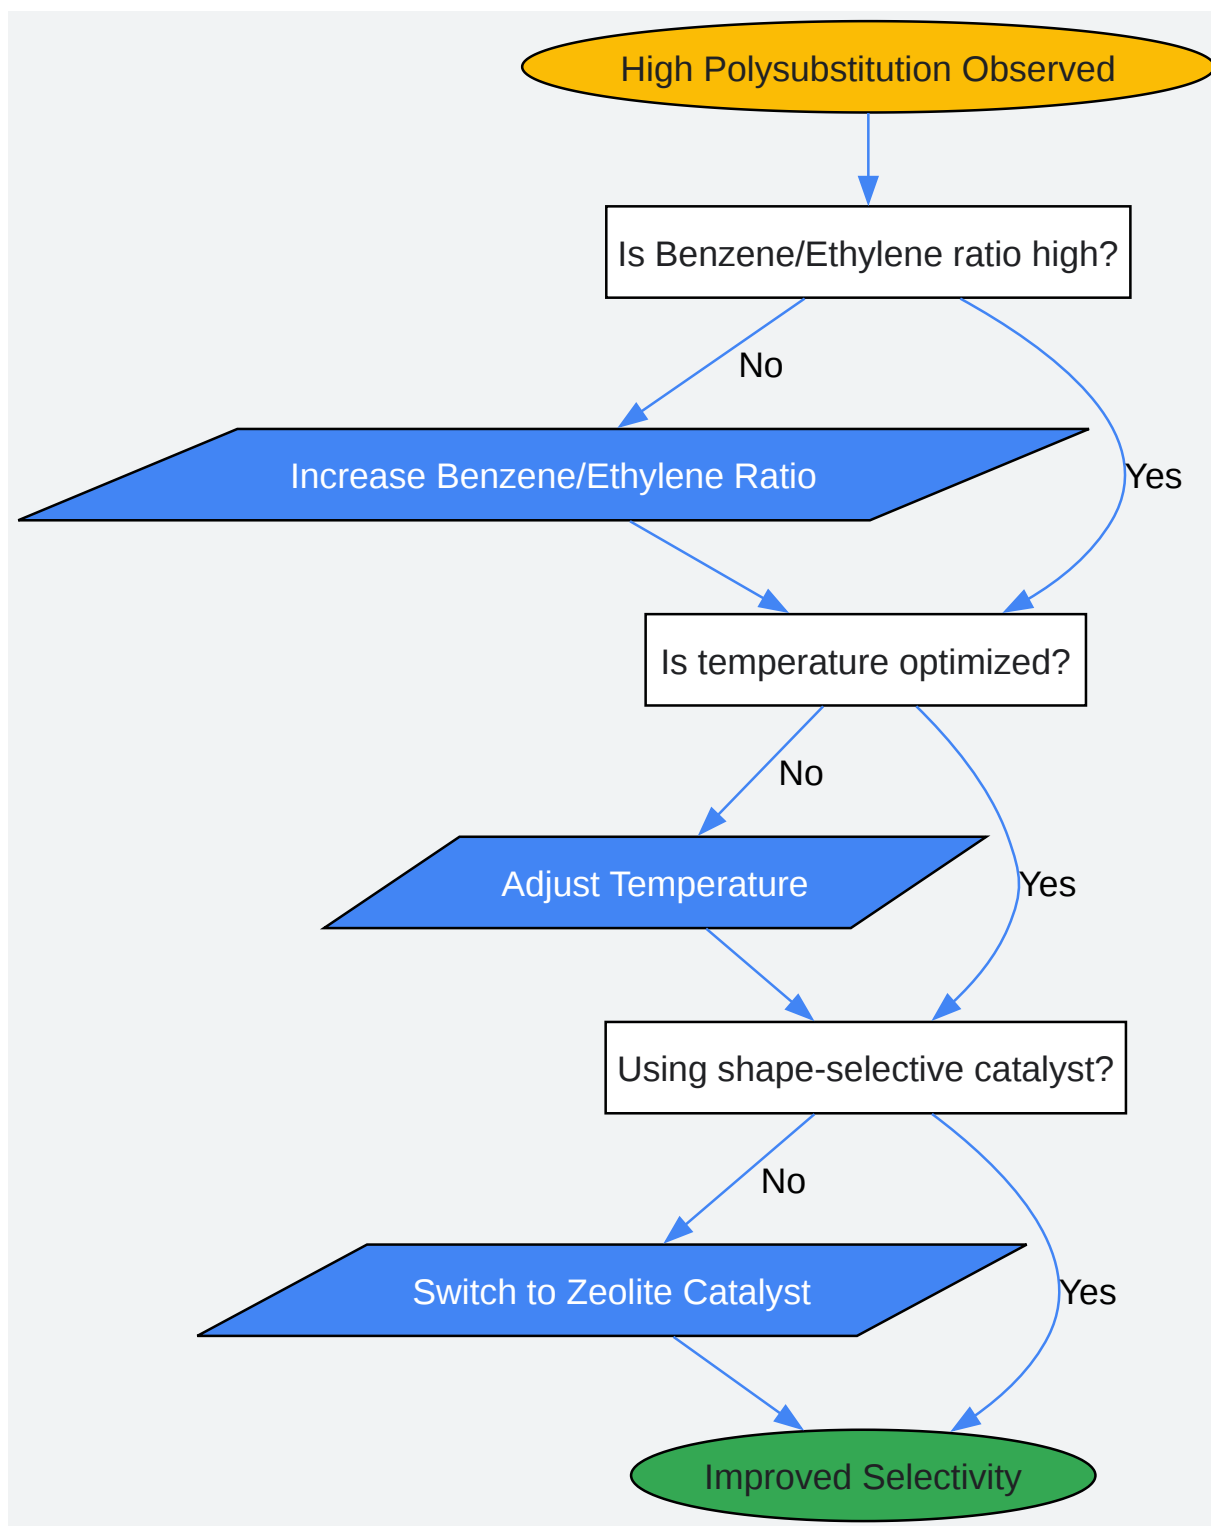 High Polysubstitution Observed
Is Benzene/Ethylene ratio high?
No
Increase Benzene/Ethylene Ratio
Yes
Is temperature optimized?
No
Adjust Temperature
Yes
Using shape-selective catalyst?
No
Switch to Zeolite Catalyst
Yes
Improved Selectivity